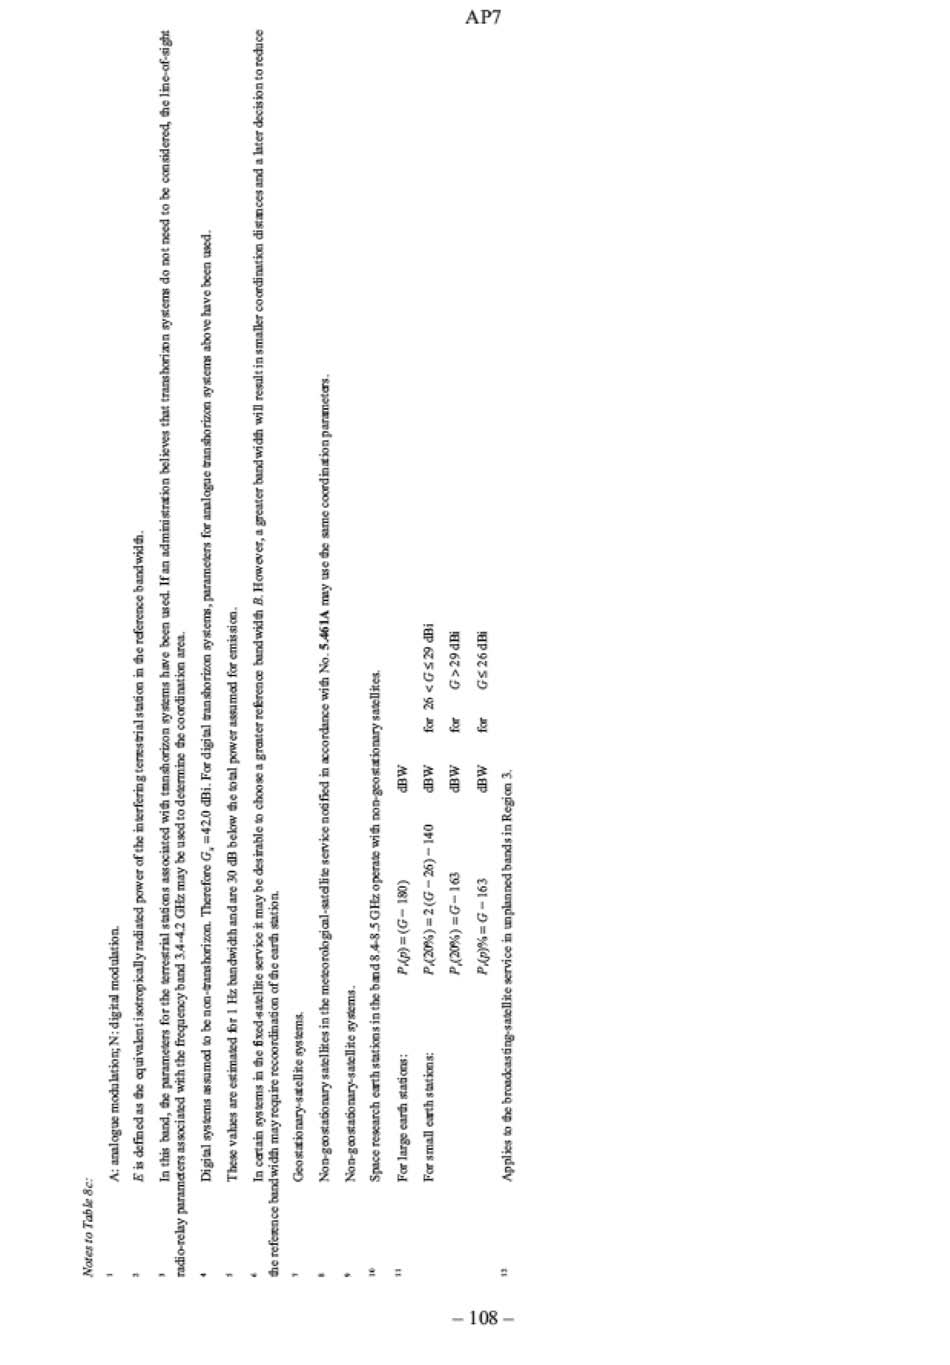 AP7
Notes to Table 8c:
1 A: analogue modulation; N: digital modulation.
2 E is defined as the equivalent isotropically radiated power of the interfering terrestrial station in the reference bandwidth.
3 In this band, the parameters for the terrestrial stations associated with transhorizon systems have been used. If an administration believes that transhorizon systems do not need to be considered, the line-of-sight
radio-relay parameters associated with the frequency band 3.4-4.2 GHz may be used to determine the coordination area.
4 Digital systems assumed to be non-transhorizon. Therefore Gₓ = 42.0 dBi. For digital transhorizon systems, parameters for analogue transhorizon systems above have been used.
5 These values are estimated for 1 Hz bandwidth and are 30 dB below the total power assumed for emission.
6 In certain systems in the fixed-satellite service it may be desirable to choose a greater reference bandwidth B. However, a greater bandwidth will result in smaller coordination distances and a later decision to reduce
the reference bandwidth may require recoordination of the earth station.
7 Geostationary-satellite systems.
8 Non-geostationary satellites in the meteorological-satellite service notified in accordance with No. 5.461A may use the same coordination parameters.
9 Non-geostationary-satellite systems.
10 Space research earth stations in the band 8.4-8.5 GHz operate with non-geostationary satellites.
11 For large earth stations: Pᵣ(p) = (G – 180) dBW
For small earth stations: Pᵣ(20%) = 2 (G – 26) – 140 dBW for 26 < G ≤ 29 dBi
Pᵣ(20%) = G – 163 dBW for G > 29 dBi
Pᵣ(p)% = G – 163 dBW for G ≤ 26 dBi
12 Applies to the broadcasting-satellite service in unplanned bands in Region 3.
– 108 –